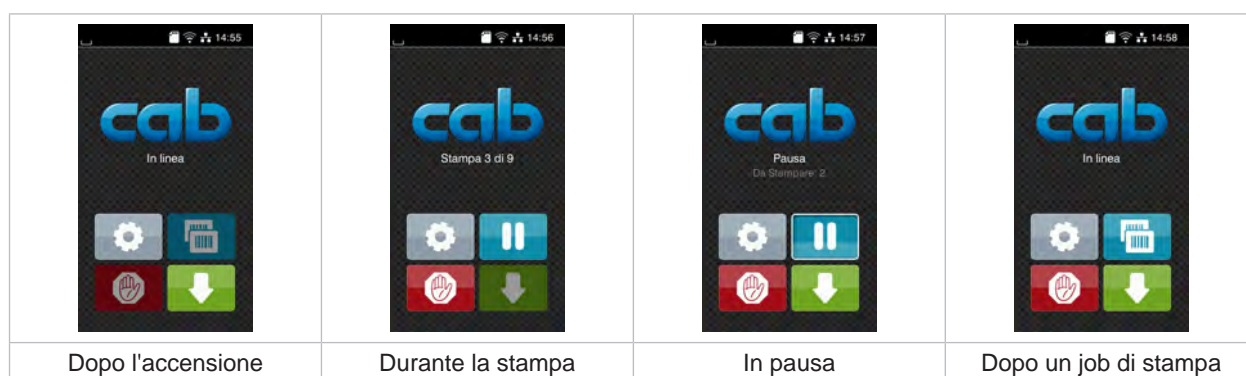 14:55
cab
In linea
Dopo l'accensione
14:56
cab
Stampa 3 di 9
Durante la stampa
14:57
cab
Pausa
Da Stampare: 2
In pausa
14:58
cab
In linea
Dopo un job di stampa